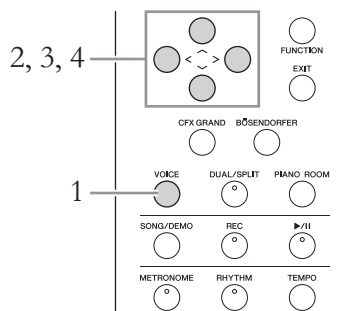 2, 3, 4
FUNCTION
EXIT
CFX GRAND BÖSENDORFER
1
VOICE DUAL/SPLIT PIANO ROOM
SONG/DEMO REC ►/II
METRONOME RHYTHM TEMPO